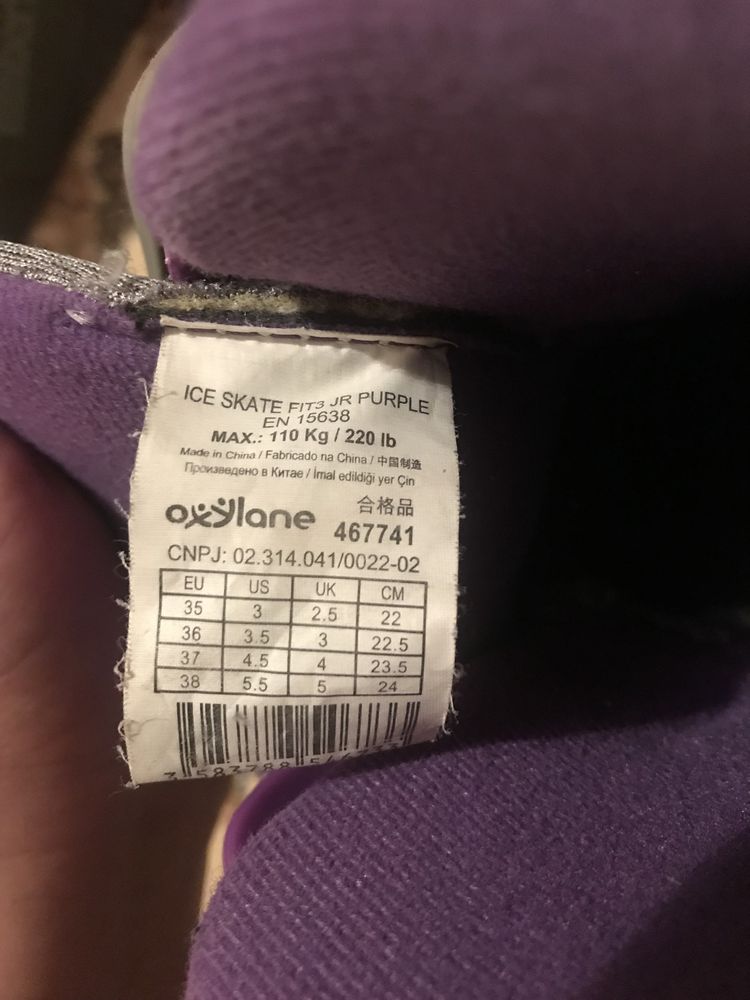 ICE SKATE FIT3 JR PURPLE
EN 15638
MAX.: 110 Kg / 220 lb
Made in China / Fabricado na China / 中国制造
Произведено в Китае / İmal edildiği yer Çin
合格品
oxylane 467741
CNPJ: 02.314.041/0022-02
EU US UK CM
35 3 2.5 22
36 3.5 3 22.5
37 4.5 4 23.5
38 5.5 5 24
3 583788